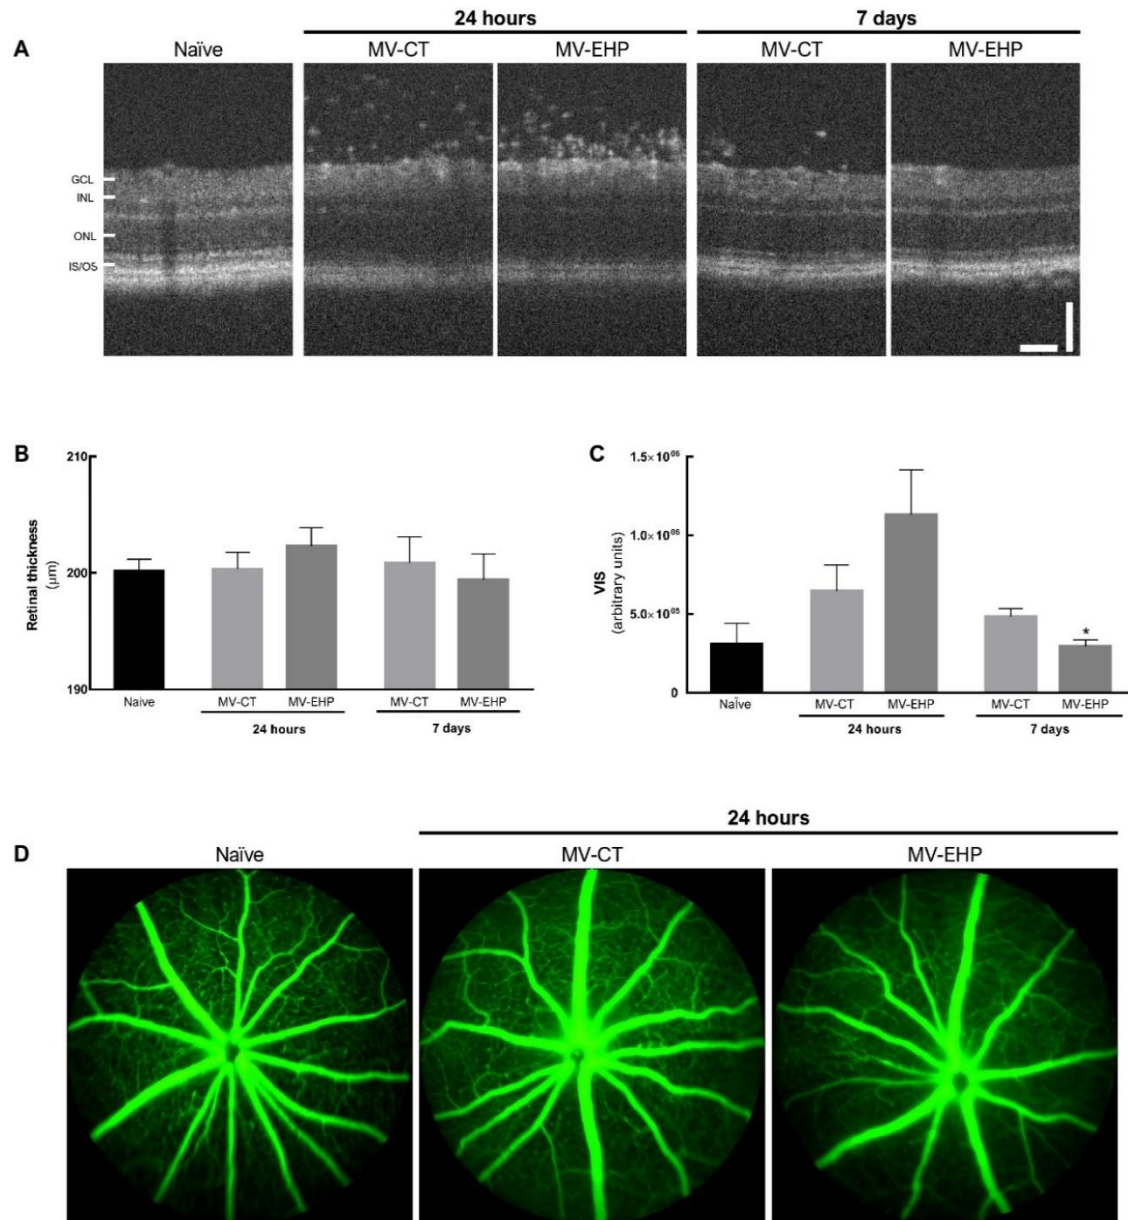 24 hours 7 days
A Naïve MV-CT MV-EHP MV-CT MV-EHP
GCL
INL
ONL
IS/OS
B
210
200
190
Retinal thickness
(μm)
Naive MV-CT MV-EHP MV-CT MV-EHP
24 hours 7 days
C
1.5×10⁰⁶
1.0×10⁰⁶
5.0×10⁰⁵
0
VIS
(arbitrary units)
*
Naïve MV-CT MV-EHP MV-CT MV-EHP
24 hours 7 days
24 hours
D Naïve MV-CT MV-EHP